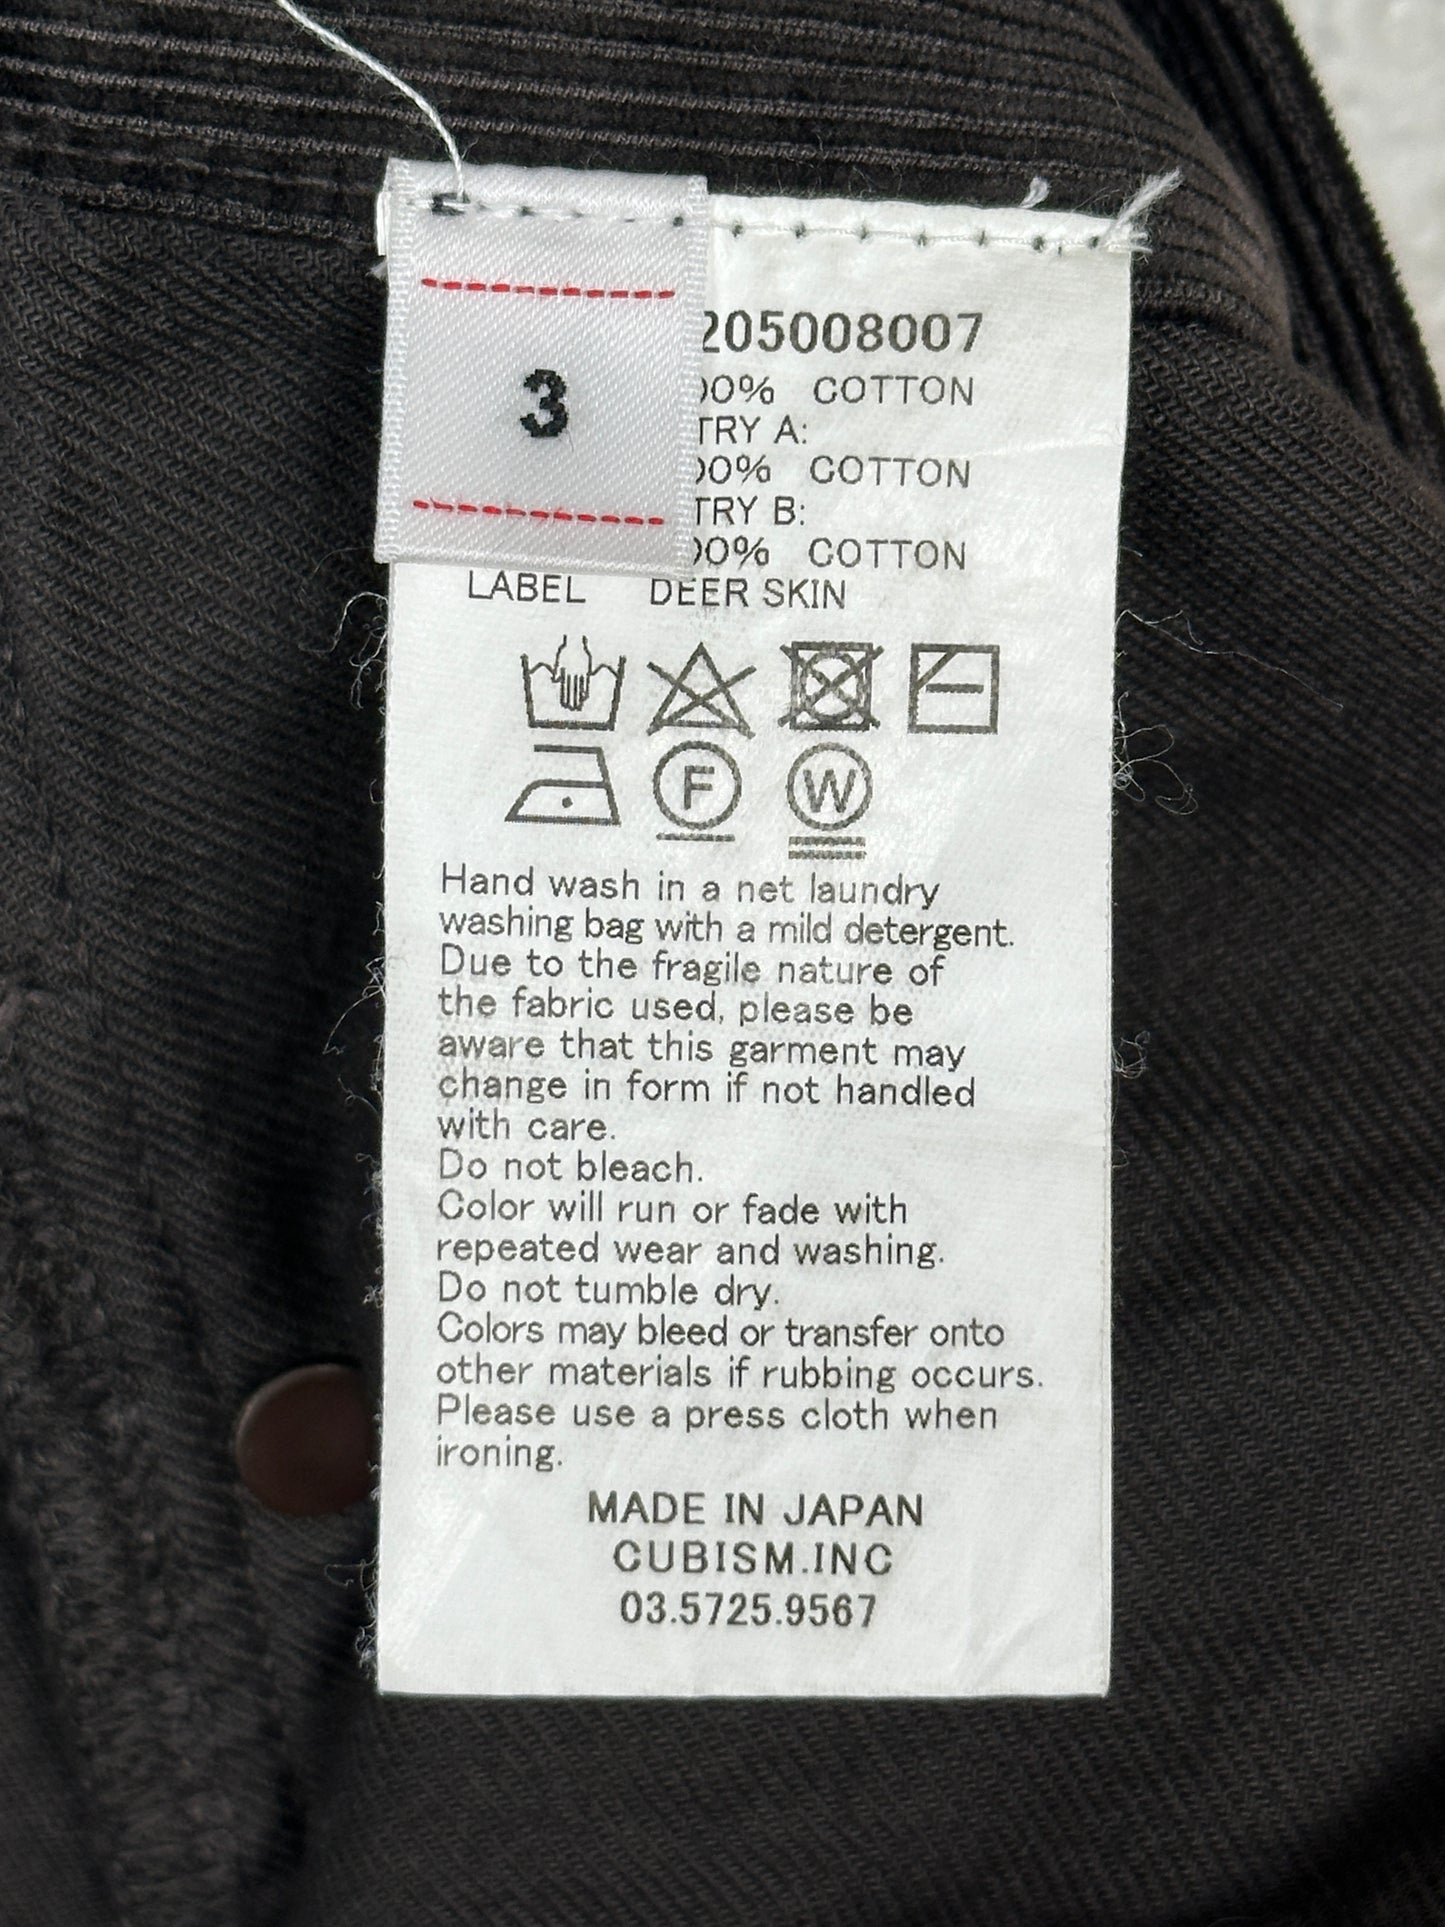 3
205008007
00% COTTON
TRY A:
00% COTTON
TRY B:
00% COTTON
LABEL DEER SKIN
F
W
Hand wash in a net laundry
washing bag with a mild detergent.
Due to the fragile nature of
the fabric used, please be
aware that this garment may
change in form if not handled
with care.
Do not bleach.
Color will run or fade with
repeated wear and washing.
Do not tumble dry.
Colors may bleed or transfer onto
other materials if rubbing occurs.
Please use a press cloth when
ironing.
MADE IN JAPAN
CUBISM.INC
03.5725.9567